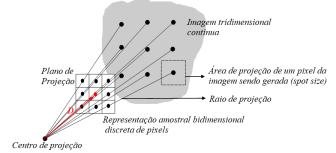 Imagem tridimensional
continua
Plano de
Projeção
Área de projeção de um pixel da
imagem sendo gerada (spot size)
Raio de projeção
Representação amostral bidimensional
discreta de pixels
Centro de projeção